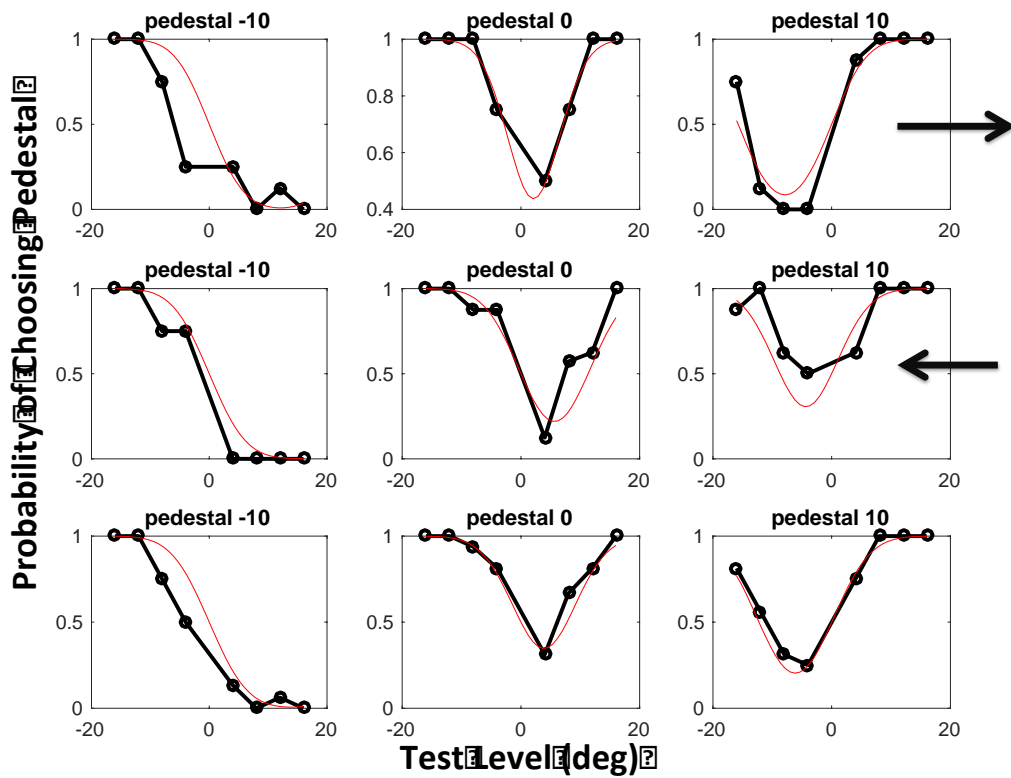 pedestal -10 pedestal 0 pedestal 10
1 1 1
0.8
0.5 0.5
0.6
0 0.4 0
-20 0 20 -20 0 20 -20 0 20
pedestal -10 pedestal 0 pedestal 10
1 1 1
0.5 0.5 0.5
0 0 0
-20 0 20 -20 0 20 -20 0 20
pedestal -10 pedestal 0 pedestal 10
1 1 1
0.5 0.5 0.5
0 0 0
-20 0 20 -20 0 20 -20 0 20
Probability⍰of⍰Choosing⍰Pedestal⍰
Test⍰Level⍰(deg)⍰